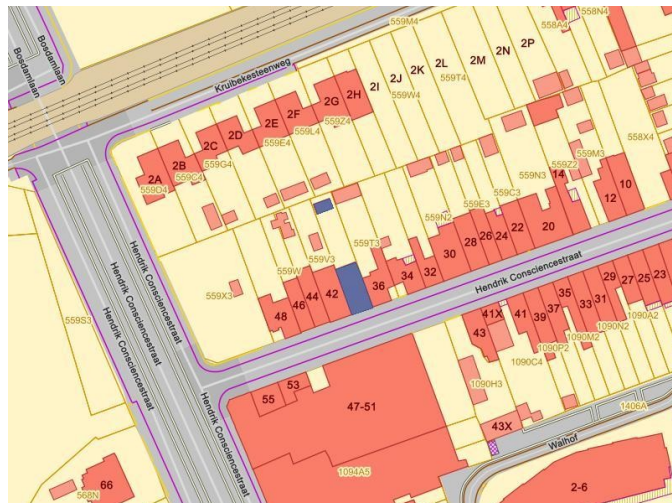 559M4
558A4
558N4
Bosdamlaan
Bosdamlaan
Kruibekesteenweg
2I
2J
2K
2L
2M
2N
2P
559T4
559W4
2G
2H
2E
2F
2C
2D
2B
2A
559Z4
559L4
559E4
559G4
559C4
559D4
558X4
559M3
559Z2
559N3
559C3
559E3
559N2
559T3
559V3
559W
559X3
559S3
14
12
10
20
22
24
26
28
30
32
34
36
42
44
46
48
Hendrik Consciencestraat
Hendrik Consciencestraat
Hendrik Consciencestraat
Hendrik Consciencestraat
Hendrik Consciencestraat
41X
43
41
39
37
35
33
31
29
27
25
23
1090A2
1090N2
1090M2
1090P2
1090C4
1090H3
55
53
47-51
1094A5
43X
1406A
Walhof
2-6
66
568N